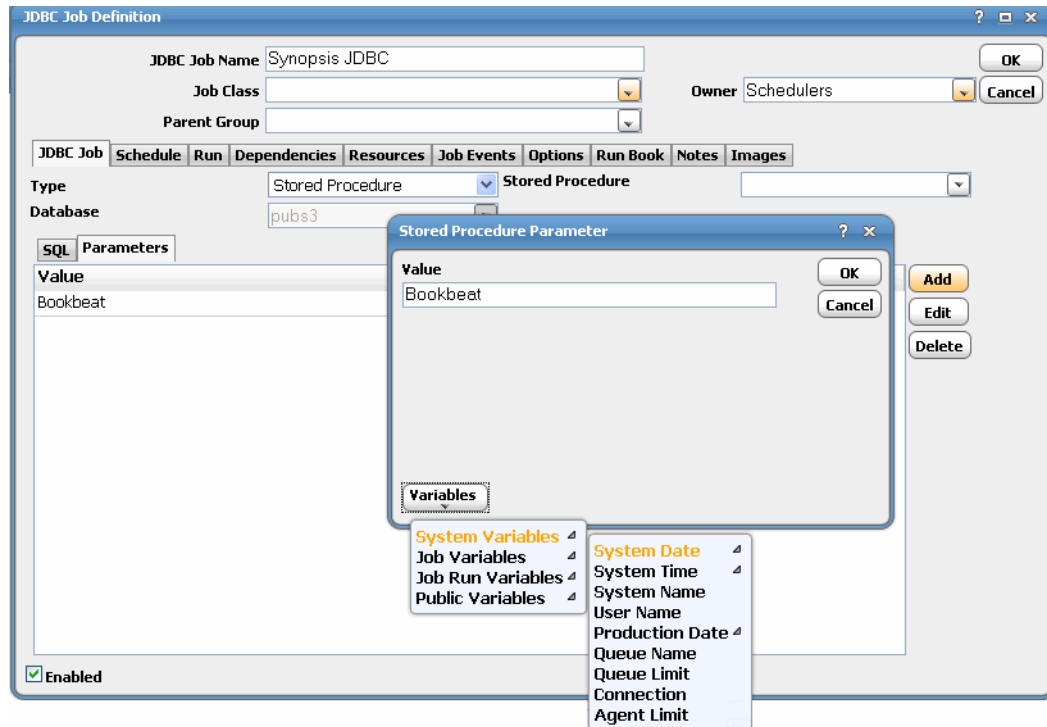 JDBC Job Definition
JDBC Job Name Synopsis JDBC
OK
Job Class
Owner Schedulers
Cancel
Parent Group
JDBC Job Schedule Run Dependencies Resources Job Events Options Run Book Notes Images
Type Stored Procedure Stored Procedure
Database pubs3
SQL Parameters
Value
Bookbeat
Add
Edit
Delete
Stored Procedure Parameter
Value
Bookbeat
OK
Cancel
Variables
System Variables
Job Variables
Job Run Variables
Public Variables
System Date
System Time
System Name
User Name
Production Date
Queue Name
Queue Limit
Connection
Agent Limit
Enabled